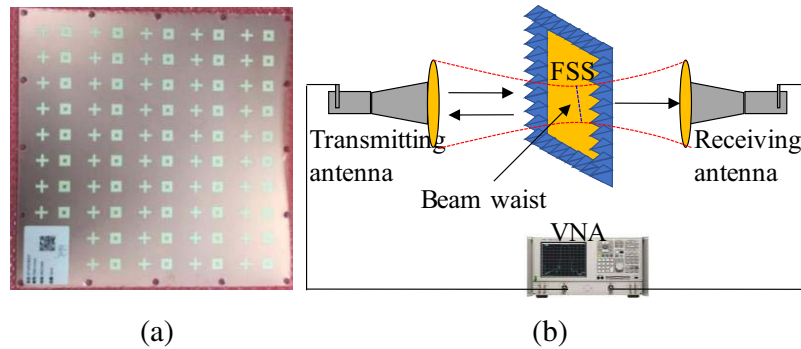 FSS
Transmitting
antenna
Receiving
antenna
Beam waist
VNA
(a)
(b)